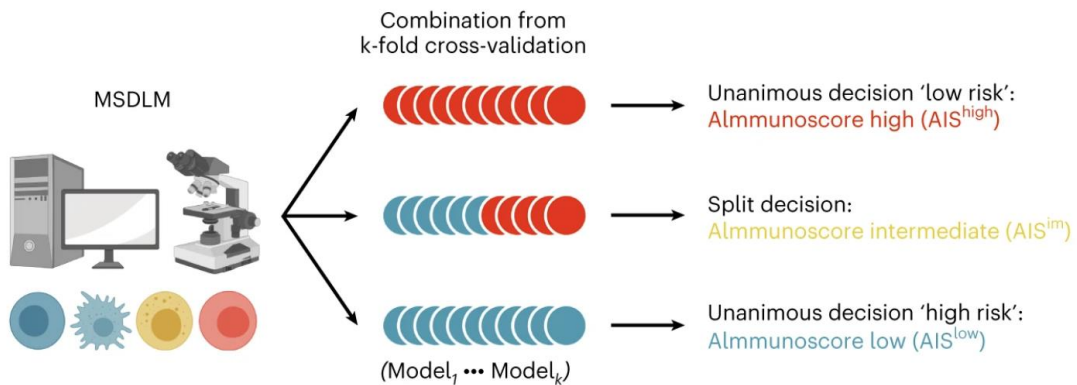 Combination from
k-fold cross-validation
MSDLM
Unanimous decision ‘low risk’:
AImmunoscore high (AIS^high)
Split decision:
AImmunoscore intermediate (AIS^im)
Unanimous decision ‘high risk’:
AImmunoscore low (AIS^low)
(Model₁ ••• Modelₖ)